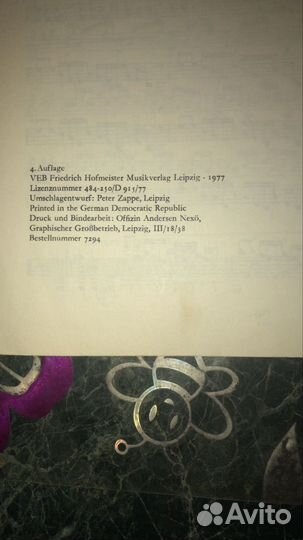 4. Auflage
VEB Friedrich Hofmeister Musikverlag Leipzig · 1977
Lizenznummer 484-250/D 915/77
Umschlagentwurf: Peter Zappe, Leipzig
Printed in the German Democratic Republic
Druck und Bindearbeit: Offizin Andersen Nexö,
Graphischer Großbetrieb, Leipzig, III/18/38
Bestellnummer 7294
Avito